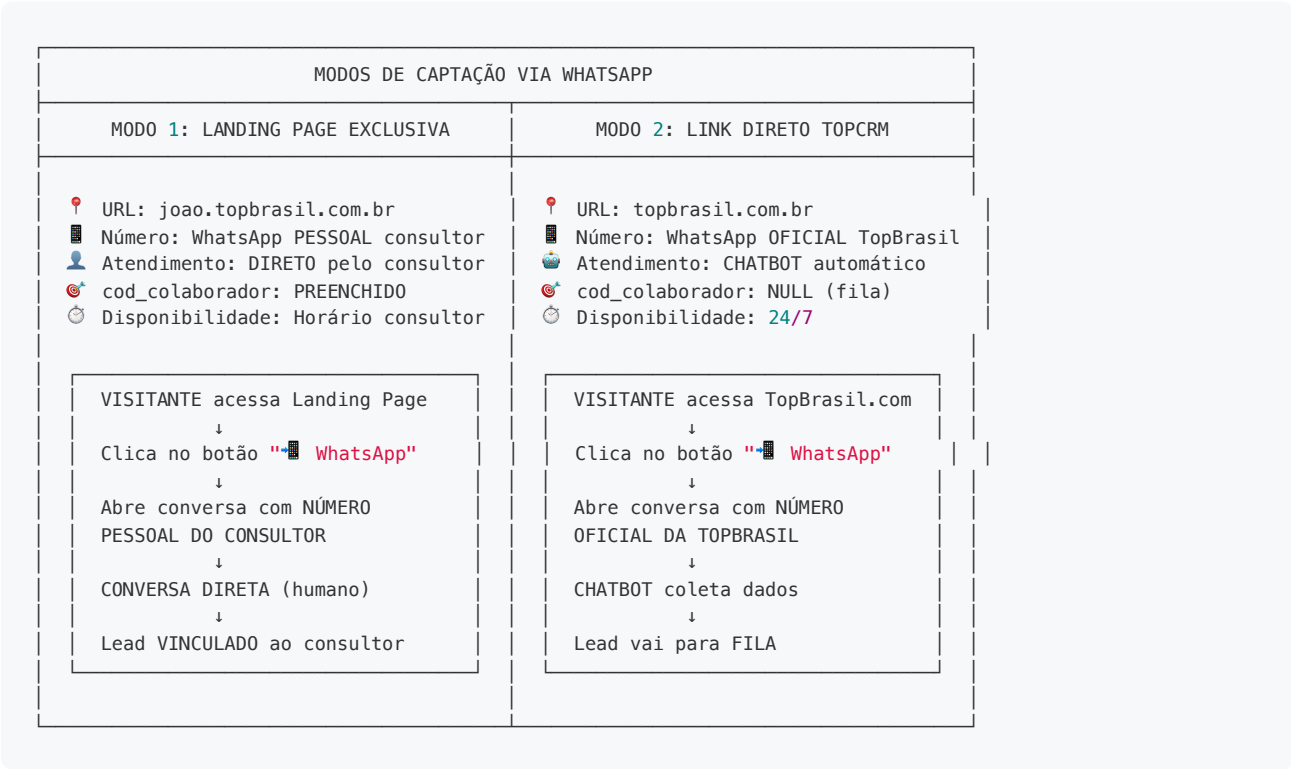 MODOS DE CAPTAÇÃO VIA WHATSAPP
MODO 1: LANDING PAGE EXCLUSIVA
📍 URL: joao.topbrasil.com.br
📱 Número: WhatsApp PESSOAL consultor
👤 Atendimento: DIRETO pelo consultor
🎯 cod_colaborador: PREENCHIDO
⏱ Disponibilidade: Horário consultor
VISITANTE acessa Landing Page
↓
Clica no botão "📲 WhatsApp"
↓
Abre conversa com NÚMERO
PESSOAL DO CONSULTOR
↓
CONVERSA DIRETA (humano)
↓
Lead VINCULADO ao consultor
MODO 2: LINK DIRETO TOPCRM
📍 URL: topbrasil.com.br
📱 Número: WhatsApp OFICIAL TopBrasil
🤖 Atendimento: CHATBOT automático
🎯 cod_colaborador: NULL (fila)
⏱ Disponibilidade: 24/7
VISITANTE acessa TopBrasil.com
↓
Clica no botão "📲 WhatsApp"
↓
Abre conversa com NÚMERO
OFICIAL DA TOPBRASIL
↓
CHATBOT coleta dados
↓
Lead vai para FILA